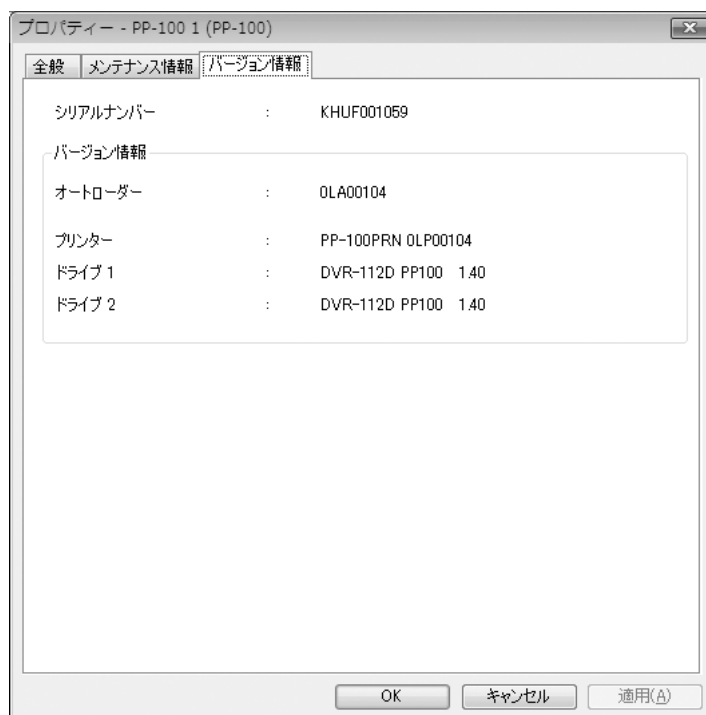 プロパティー - PP-100 1 (PP-100)
全般 メンテナンス情報 バージョン情報
シリアルナンバー : KHUF001059
バージョン情報
オートローダー : 0LA00104
プリンター : PP-100PRN 0LP00104
ドライブ 1 : DVR-112D PP100 1.40
ドライブ 2 : DVR-112D PP100 1.40
OK キャンセル 適用(A)